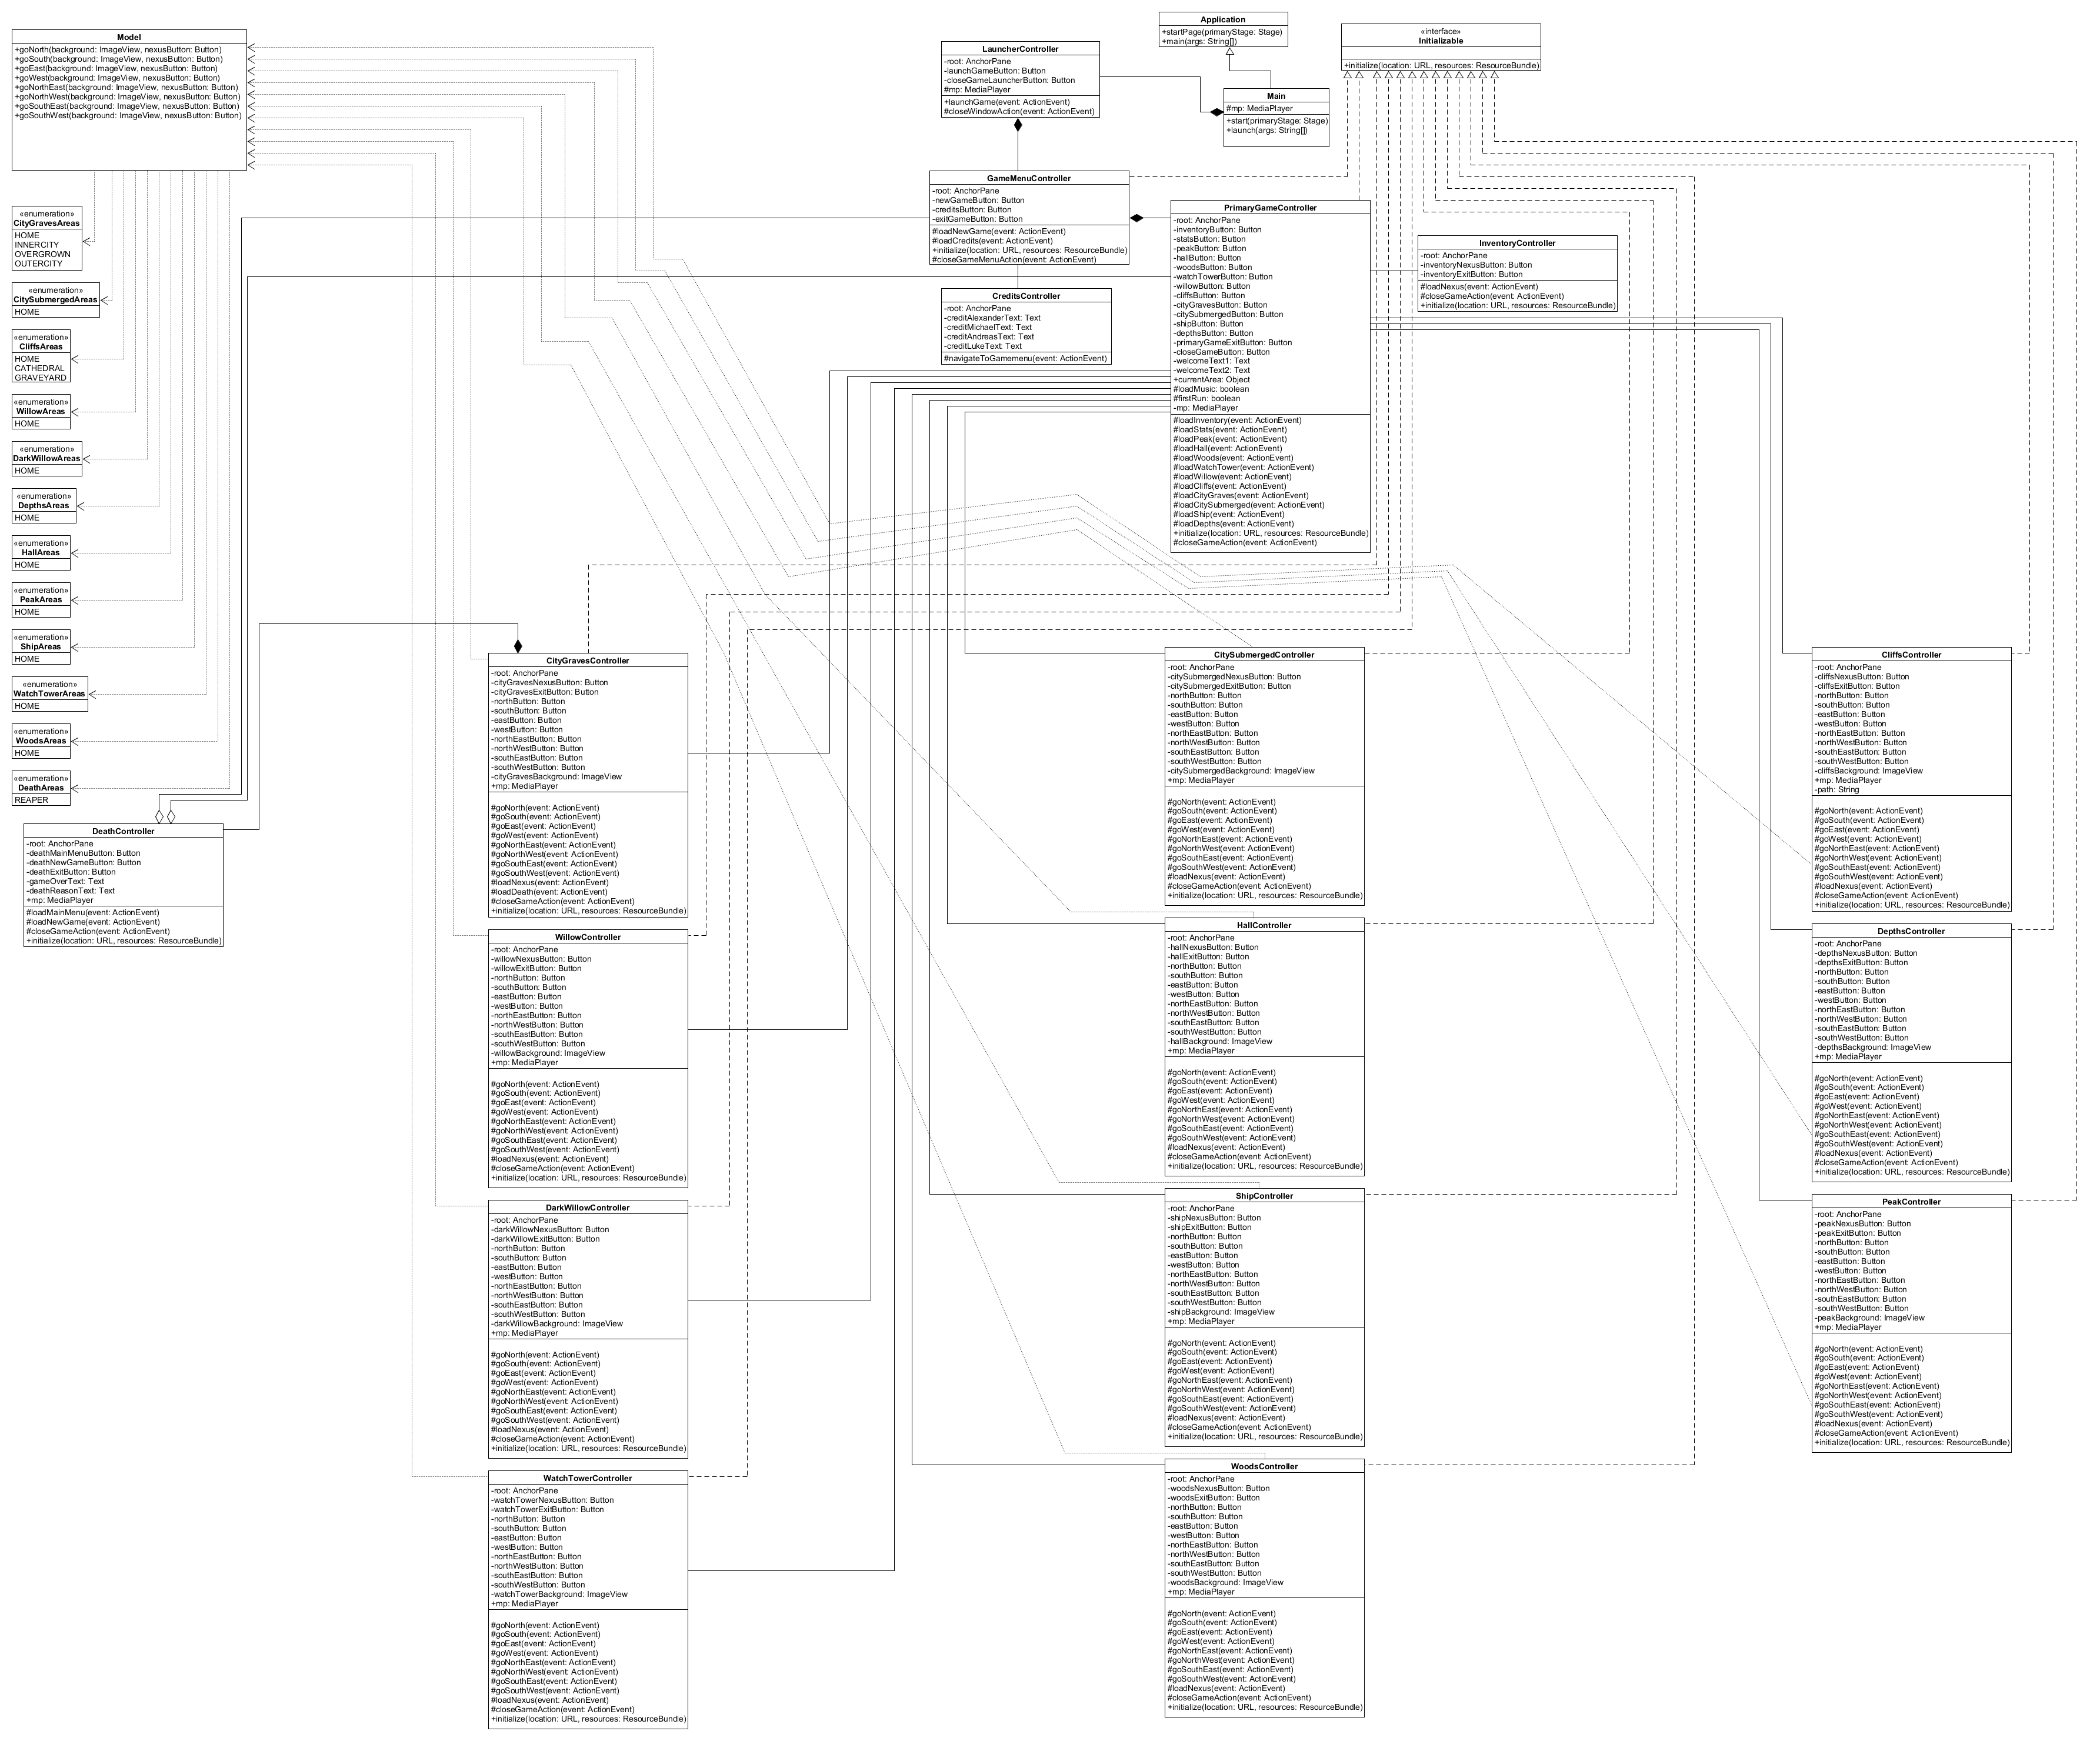 Model
+goNorth(background: ImageView, nexusButton: Button)
+goSouth(background: ImageView, nexusButton: Button)
+goEast(background: ImageView, nexusButton: Button)
+goWest(background: ImageView, nexusButton: Button)
+goNorthEast(background: ImageView, nexusButton: Button)
+goNorthWest(background: ImageView, nexusButton: Button)
+goSouthEast(background: ImageView, nexusButton: Button)
+goSouthWest(background: ImageView, nexusButton: Button)
LauncherController
-root: AnchorPane
-launchGameButton: Button
-closeGameLauncherButton: Button
#mp: MediaPlayer
+launchGame(event: ActionEvent)
#closeWindowAction(event: ActionEvent)
Application
+startPage(primaryStage: Stage)
+main(args: String[])
Main
#mp: MediaPlayer
+start(primaryStage: Stage)
+launch(args: String[])
«interface»
Initializable
+initialize(location: URL, resources: ResourceBundle)
GameMenuController
-root: AnchorPane
-newGameButton: Button
-creditsButton: Button
-exitGameButton: Button
#loadNewGame(event: ActionEvent)
#loadCredits(event: ActionEvent)
+initialize(location: URL, resources: ResourceBundle)
#closeGameMenuAction(event: ActionEvent)
CreditsController
-root: AnchorPane
-creditAlexanderText: Text
-creditMichaelText: Text
-creditAndreasText: Text
-creditLukeText: Text
#navigateToGamemenu(event: ActionEvent)
PrimaryGameController
-root: AnchorPane
-inventoryButton: Button
-statsButton: Button
-peakButton: Button
-hallButton: Button
-woodsButton: Button
-watchTowerButton: Button
-willowButton: Button
-cliffsButton: Button
-cityGravesButton: Button
-citySubmergedButton: Button
-shipButton: Button
-depthsButton: Button
-primaryGameExitButton: Button
-closeGameButton: Button
-welcomeText1: Text
-welcomeText2: Text
+currentArea: Object
#loadMusic: boolean
#firstRun: boolean
-mp: MediaPlayer
#loadInventory(event: ActionEvent)
#loadStats(event: ActionEvent)
#loadPeak(event: ActionEvent)
#loadHall(event: ActionEvent)
#loadWoods(event: ActionEvent)
#loadWatchTower(event: ActionEvent)
#loadWillow(event: ActionEvent)
#loadCliffs(event: ActionEvent)
#loadCityGraves(event: ActionEvent)
#loadCitySubmerged(event: ActionEvent)
#loadShip(event: ActionEvent)
#loadDepths(event: ActionEvent)
+initialize(location: URL, resources: ResourceBundle)
#closeGameAction(event: ActionEvent)
InventoryController
-root: AnchorPane
-inventoryNexusButton: Button
-inventoryExitButton: Button
#loadNexus(event: ActionEvent)
#closeGameAction(event: ActionEvent)
+initialize(location: URL, resources: ResourceBundle)
«enumeration»
CityGravesAreas
HOME
INNERCITY
OVERGROWN
OUTERCITY
«enumeration»
CitySubmergedAreas
HOME
«enumeration»
CliffsAreas
HOME
CATHEDRAL
GRAVEYARD
«enumeration»
WillowAreas
HOME
«enumeration»
DarkWillowAreas
HOME
«enumeration»
DepthsAreas
HOME
«enumeration»
HallAreas
HOME
«enumeration»
PeakAreas
HOME
«enumeration»
ShipAreas
HOME
«enumeration»
WatchTowerAreas
HOME
«enumeration»
WoodsAreas
HOME
«enumeration»
DeathAreas
REAPER
DeathController
-root: AnchorPane
-deathMainMenuButton: Button
-deathNewGameButton: Button
-deathExitButton: Button
-gameOverText: Text
-deathReasonText: Text
+mp: MediaPlayer
#loadMainMenu(event: ActionEvent)
#loadNewGame(event: ActionEvent)
#closeGameAction(event: ActionEvent)
+initialize(location: URL, resources: ResourceBundle)
CityGravesController
-root: AnchorPane
-cityGravesNexusButton: Button
-cityGravesExitButton: Button
-northButton: Button
-southButton: Button
-eastButton: Button
-westButton: Button
-northEastButton: Button
-northWestButton: Button
-southEastButton: Button
-southWestButton: Button
-cityGravesBackground: ImageView
+mp: MediaPlayer
#goNorth(event: ActionEvent)
#goSouth(event: ActionEvent)
#goEast(event: ActionEvent)
#goWest(event: ActionEvent)
#goNorthEast(event: ActionEvent)
#goNorthWest(event: ActionEvent)
#goSouthEast(event: ActionEvent)
#goSouthWest(event: ActionEvent)
#loadNexus(event: ActionEvent)
#loadDeath(event: ActionEvent)
#closeGameAction(event: ActionEvent)
+initialize(location: URL, resources: ResourceBundle)
WillowController
-root: AnchorPane
-willowNexusButton: Button
-willowExitButton: Button
-northButton: Button
-southButton: Button
-eastButton: Button
-westButton: Button
-northEastButton: Button
-northWestButton: Button
-southEastButton: Button
-southWestButton: Button
-willowBackground: ImageView
+mp: MediaPlayer
#goNorth(event: ActionEvent)
#goSouth(event: ActionEvent)
#goEast(event: ActionEvent)
#goWest(event: ActionEvent)
#goNorthEast(event: ActionEvent)
#goNorthWest(event: ActionEvent)
#goSouthEast(event: ActionEvent)
#goSouthWest(event: ActionEvent)
#loadNexus(event: ActionEvent)
#closeGameAction(event: ActionEvent)
+initialize(location: URL, resources: ResourceBundle)
DarkWillowController
-root: AnchorPane
-darkWillowNexusButton: Button
-darkWillowExitButton: Button
-northButton: Button
-southButton: Button
-eastButton: Button
-westButton: Button
-northEastButton: Button
-northWestButton: Button
-southEastButton: Button
-southWestButton: Button
-darkWillowBackground: ImageView
+mp: MediaPlayer
#goNorth(event: ActionEvent)
#goSouth(event: ActionEvent)
#goEast(event: ActionEvent)
#goWest(event: ActionEvent)
#goNorthEast(event: ActionEvent)
#goNorthWest(event: ActionEvent)
#goSouthEast(event: ActionEvent)
#goSouthWest(event: ActionEvent)
#loadNexus(event: ActionEvent)
#closeGameAction(event: ActionEvent)
+initialize(location: URL, resources: ResourceBundle)
WatchTowerController
-root: AnchorPane
-watchTowerNexusButton: Button
-watchTowerExitButton: Button
-northButton: Button
-southButton: Button
-eastButton: Button
-westButton: Button
-northEastButton: Button
-northWestButton: Button
-southEastButton: Button
-southWestButton: Button
-watchTowerBackground: ImageView
+mp: MediaPlayer
#goNorth(event: ActionEvent)
#goSouth(event: ActionEvent)
#goEast(event: ActionEvent)
#goWest(event: ActionEvent)
#goNorthEast(event: ActionEvent)
#goNorthWest(event: ActionEvent)
#goSouthEast(event: ActionEvent)
#goSouthWest(event: ActionEvent)
#loadNexus(event: ActionEvent)
#closeGameAction(event: ActionEvent)
+initialize(location: URL, resources: ResourceBundle)
CitySubmergedController
-root: AnchorPane
-citySubmergedNexusButton: Button
-citySubmergedExitButton: Button
-northButton: Button
-southButton: Button
-eastButton: Button
-westButton: Button
-northEastButton: Button
-northWestButton: Button
-southEastButton: Button
-southWestButton: Button
-citySubmergedBackground: ImageView
+mp: MediaPlayer
#goNorth(event: ActionEvent)
#goSouth(event: ActionEvent)
#goEast(event: ActionEvent)
#goWest(event: ActionEvent)
#goNorthEast(event: ActionEvent)
#goNorthWest(event: ActionEvent)
#goSouthEast(event: ActionEvent)
#goSouthWest(event: ActionEvent)
#loadNexus(event: ActionEvent)
#closeGameAction(event: ActionEvent)
+initialize(location: URL, resources: ResourceBundle)
HallController
-root: AnchorPane
-hallNexusButton: Button
-hallExitButton: Button
-northButton: Button
-southButton: Button
-eastButton: Button
-westButton: Button
-northEastButton: Button
-northWestButton: Button
-southEastButton: Button
-southWestButton: Button
-hallBackground: ImageView
+mp: MediaPlayer
#goNorth(event: ActionEvent)
#goSouth(event: ActionEvent)
#goEast(event: ActionEvent)
#goWest(event: ActionEvent)
#goNorthEast(event: ActionEvent)
#goNorthWest(event: ActionEvent)
#goSouthEast(event: ActionEvent)
#goSouthWest(event: ActionEvent)
#loadNexus(event: ActionEvent)
#closeGameAction(event: ActionEvent)
+initialize(location: URL, resources: ResourceBundle)
ShipController
-root: AnchorPane
-shipNexusButton: Button
-shipExitButton: Button
-northButton: Button
-southButton: Button
-eastButton: Button
-westButton: Button
-northEastButton: Button
-northWestButton: Button
-southEastButton: Button
-southWestButton: Button
-shipBackground: ImageView
+mp: MediaPlayer
#goNorth(event: ActionEvent)
#goSouth(event: ActionEvent)
#goEast(event: ActionEvent)
#goWest(event: ActionEvent)
#goNorthEast(event: ActionEvent)
#goNorthWest(event: ActionEvent)
#goSouthEast(event: ActionEvent)
#goSouthWest(event: ActionEvent)
#loadNexus(event: ActionEvent)
#closeGameAction(event: ActionEvent)
+initialize(location: URL, resources: ResourceBundle)
WoodsController
-root: AnchorPane
-woodsNexusButton: Button
-woodsExitButton: Button
-northButton: Button
-southButton: Button
-eastButton: Button
-westButton: Button
-northEastButton: Button
-northWestButton: Button
-southEastButton: Button
-southWestButton: Button
-woodsBackground: ImageView
+mp: MediaPlayer
#goNorth(event: ActionEvent)
#goSouth(event: ActionEvent)
#goEast(event: ActionEvent)
#goWest(event: ActionEvent)
#goNorthEast(event: ActionEvent)
#goNorthWest(event: ActionEvent)
#goSouthEast(event: ActionEvent)
#goSouthWest(event: ActionEvent)
#loadNexus(event: ActionEvent)
#closeGameAction(event: ActionEvent)
+initialize(location: URL, resources: ResourceBundle)
CliffsController
-root: AnchorPane
-cliffsNexusButton: Button
-cliffsExitButton: Button
-northButton: Button
-southButton: Button
-eastButton: Button
-westButton: Button
-northEastButton: Button
-northWestButton: Button
-southEastButton: Button
-southWestButton: Button
-cliffsBackground: ImageView
+mp: MediaPlayer
-path: String
#goNorth(event: ActionEvent)
#goSouth(event: ActionEvent)
#goEast(event: ActionEvent)
#goWest(event: ActionEvent)
#goNorthEast(event: ActionEvent)
#goNorthWest(event: ActionEvent)
#goSouthEast(event: ActionEvent)
#goSouthWest(event: ActionEvent)
#loadNexus(event: ActionEvent)
#closeGameAction(event: ActionEvent)
+initialize(location: URL, resources: ResourceBundle)
DepthsController
-root: AnchorPane
-depthsNexusButton: Button
-depthsExitButton: Button
-northButton: Button
-southButton: Button
-eastButton: Button
-westButton: Button
-northEastButton: Button
-northWestButton: Button
-southEastButton: Button
-southWestButton: Button
-depthsBackground: ImageView
+mp: MediaPlayer
#goNorth(event: ActionEvent)
#goSouth(event: ActionEvent)
#goEast(event: ActionEvent)
#goWest(event: ActionEvent)
#goNorthEast(event: ActionEvent)
#goNorthWest(event: ActionEvent)
#goSouthEast(event: ActionEvent)
#goSouthWest(event: ActionEvent)
#loadNexus(event: ActionEvent)
#closeGameAction(event: ActionEvent)
+initialize(location: URL, resources: ResourceBundle)
PeakController
-root: AnchorPane
-peakNexusButton: Button
-peakExitButton: Button
-northButton: Button
-southButton: Button
-eastButton: Button
-westButton: Button
-northEastButton: Button
-northWestButton: Button
-southEastButton: Button
-southWestButton: Button
-peakBackground: ImageView
+mp: MediaPlayer
#goNorth(event: ActionEvent)
#goSouth(event: ActionEvent)
#goEast(event: ActionEvent)
#goWest(event: ActionEvent)
#goNorthEast(event: ActionEvent)
#goNorthWest(event: ActionEvent)
#goSouthEast(event: ActionEvent)
#goSouthWest(event: ActionEvent)
#loadNexus(event: ActionEvent)
#closeGameAction(event: ActionEvent)
+initialize(location: URL, resources: ResourceBundle)